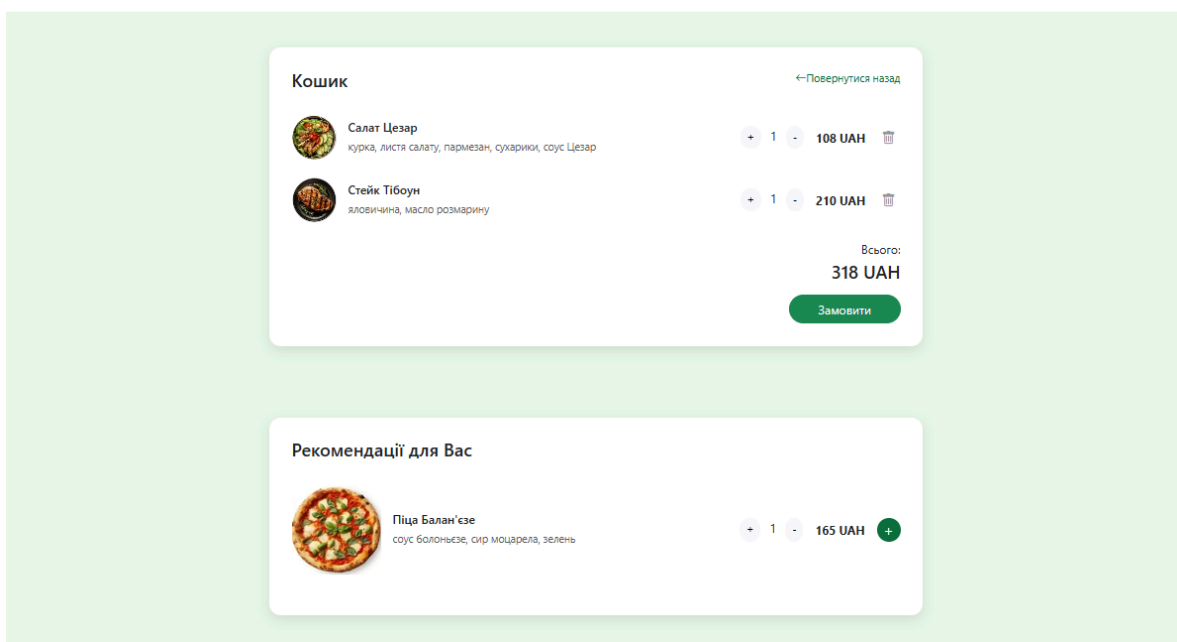 Кошик
←Повернутися назад
Салат Цезар
курка, листя салату, пармезан, сухарики, соус Цезар
+ 1 - 108 UAH
Стейк Тібоун
яловичина, масло розмарину
+ 1 - 210 UAH
Всього:
318 UAH
Замовити
Рекомендації для Вас
Піца Балан'єзе
соус болоньєзе, сир моцарела, зелень
+ 1 - 165 UAH +